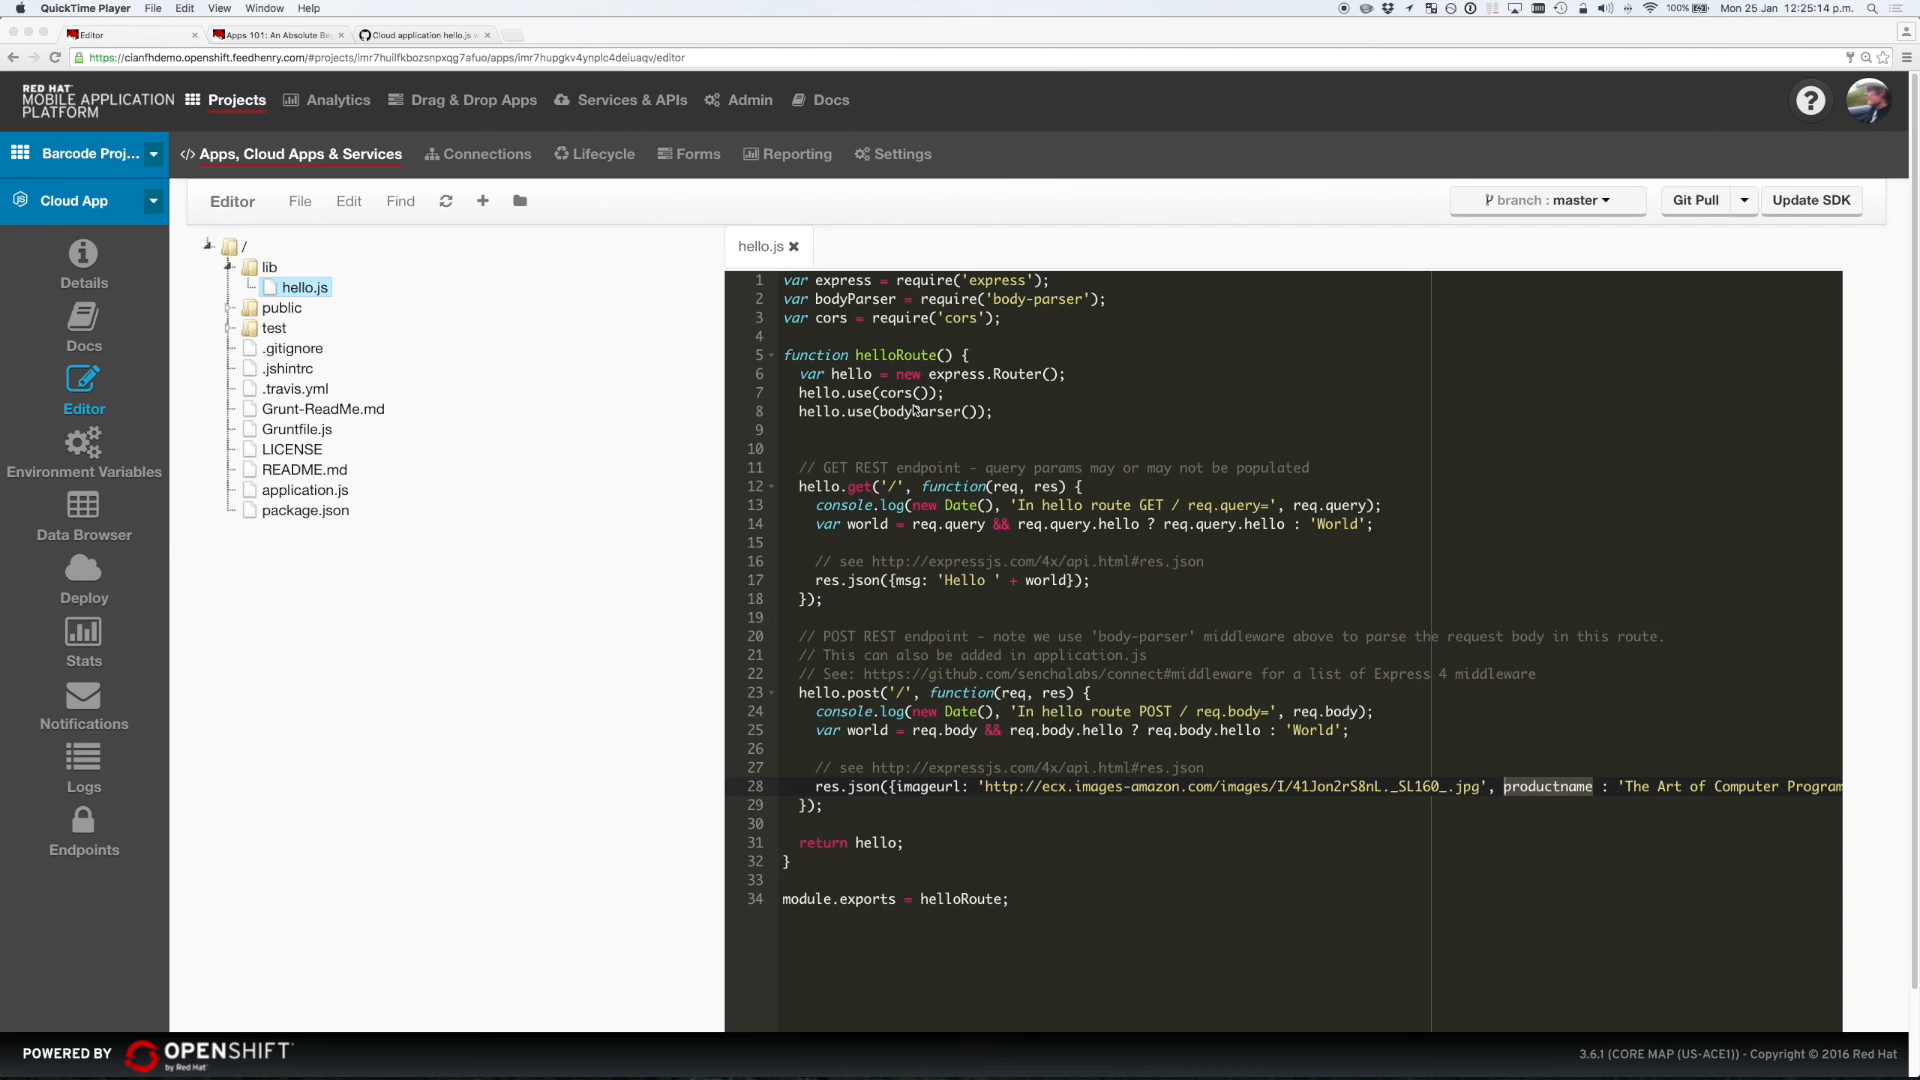 QuickTime Player File Edit View Window Help 100% Mon 25 Jan 12:25:14 p.m.
Editor Apps 101: An Absolute Be Cloud application hello.js w
https://cianfhdemo.openshift.feedhenry.com/#projects/imr7huilfkbozsnpxqg7afuo/apps/imr7hupgkv4ynplc4deiuaqv/editor
RED HAT
MOBILE APPLICATION
PLATFORM
Projects Analytics Drag & Drop Apps Services & APIs Admin Docs ?
Barcode Proj... </> Apps, Cloud Apps & Services Connections Lifecycle Forms Reporting Settings
Cloud App Editor File Edit Find branch : master Git Pull Update SDK
Details
Docs
Editor
Environment Variables
Data Browser
Deploy
Stats
Notifications
Logs
Endpoints
/
lib
hello.js
public
test
.gitignore
.jshintrc
.travis.yml
Grunt-ReadMe.md
Gruntfile.js
LICENSE
README.md
application.js
package.json
hello.js
1 var express = require('express');
2 var bodyParser = require('body-parser');
3 var cors = require('cors');
4
5 function helloRoute() {
6 var hello = new express.Router();
7 hello.use(cors());
8 hello.use(bodyParser());
9
10
11 // GET REST endpoint - query params may or may not be populated
12 hello.get('/', function(req, res) {
13 console.log(new Date(), 'In hello route GET / req.query=', req.query);
14 var world = req.query && req.query.hello ? req.query.hello : 'World';
15
16 // see http://expressjs.com/4x/api.html#res.json
17 res.json({msg: 'Hello ' + world});
18 });
19
20 // POST REST endpoint - note we use 'body-parser' middleware above to parse the request body in this route.
21 // This can also be added in application.js
22 // See: https://github.com/senchalabs/connect#middleware for a list of Express 4 middleware
23 hello.post('/', function(req, res) {
24 console.log(new Date(), 'In hello route POST / req.body=', req.body);
25 var world = req.body && req.body.hello ? req.body.hello : 'World';
26
27 // see http://expressjs.com/4x/api.html#res.json
28 res.json({imageurl: 'http://ecx.images-amazon.com/images/I/41Jon2rS8nL._SL160_.jpg', productname : 'The Art of Computer Program
29 });
30
31 return hello;
32 }
33
34 module.exports = helloRoute;
POWERED BY OPENSHIFT
by Red Hat
3.6.1 (CORE MAP (US-ACE1)) - Copyright © 2016 Red Hat